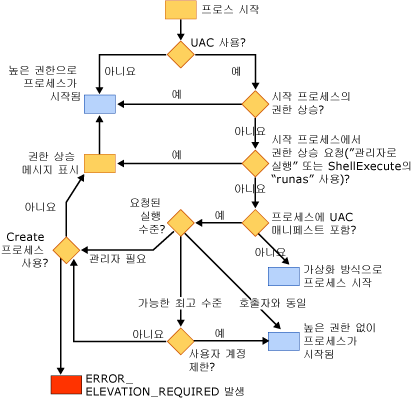 프로스 시작
UAC 사용?
아니요
예
높은 권한으로
프로세스가
시작됨
예
시작 프로세스의
권한 상승?
아니요
시작 프로세스에서
권한 상승 요청("관리자로
실행" 또는 ShellExecute의
"runas" 사용)?
권한 상승
메시지 표시
예
아니요
아니요
요청된
실행
수준?
예
프로세스에 UAC
매니페스트 포함?
Create
프로세스
사용?
관리자 필요
아니요
가상화 방식으로
프로세스 시작
가능한 최고 수준
호출자와 동일
아니요
예
높은 권한 없이
프로세스가
시작됨
사용자 계정
제한?
ERROR_
ELEVATION_REQUIRED 발생